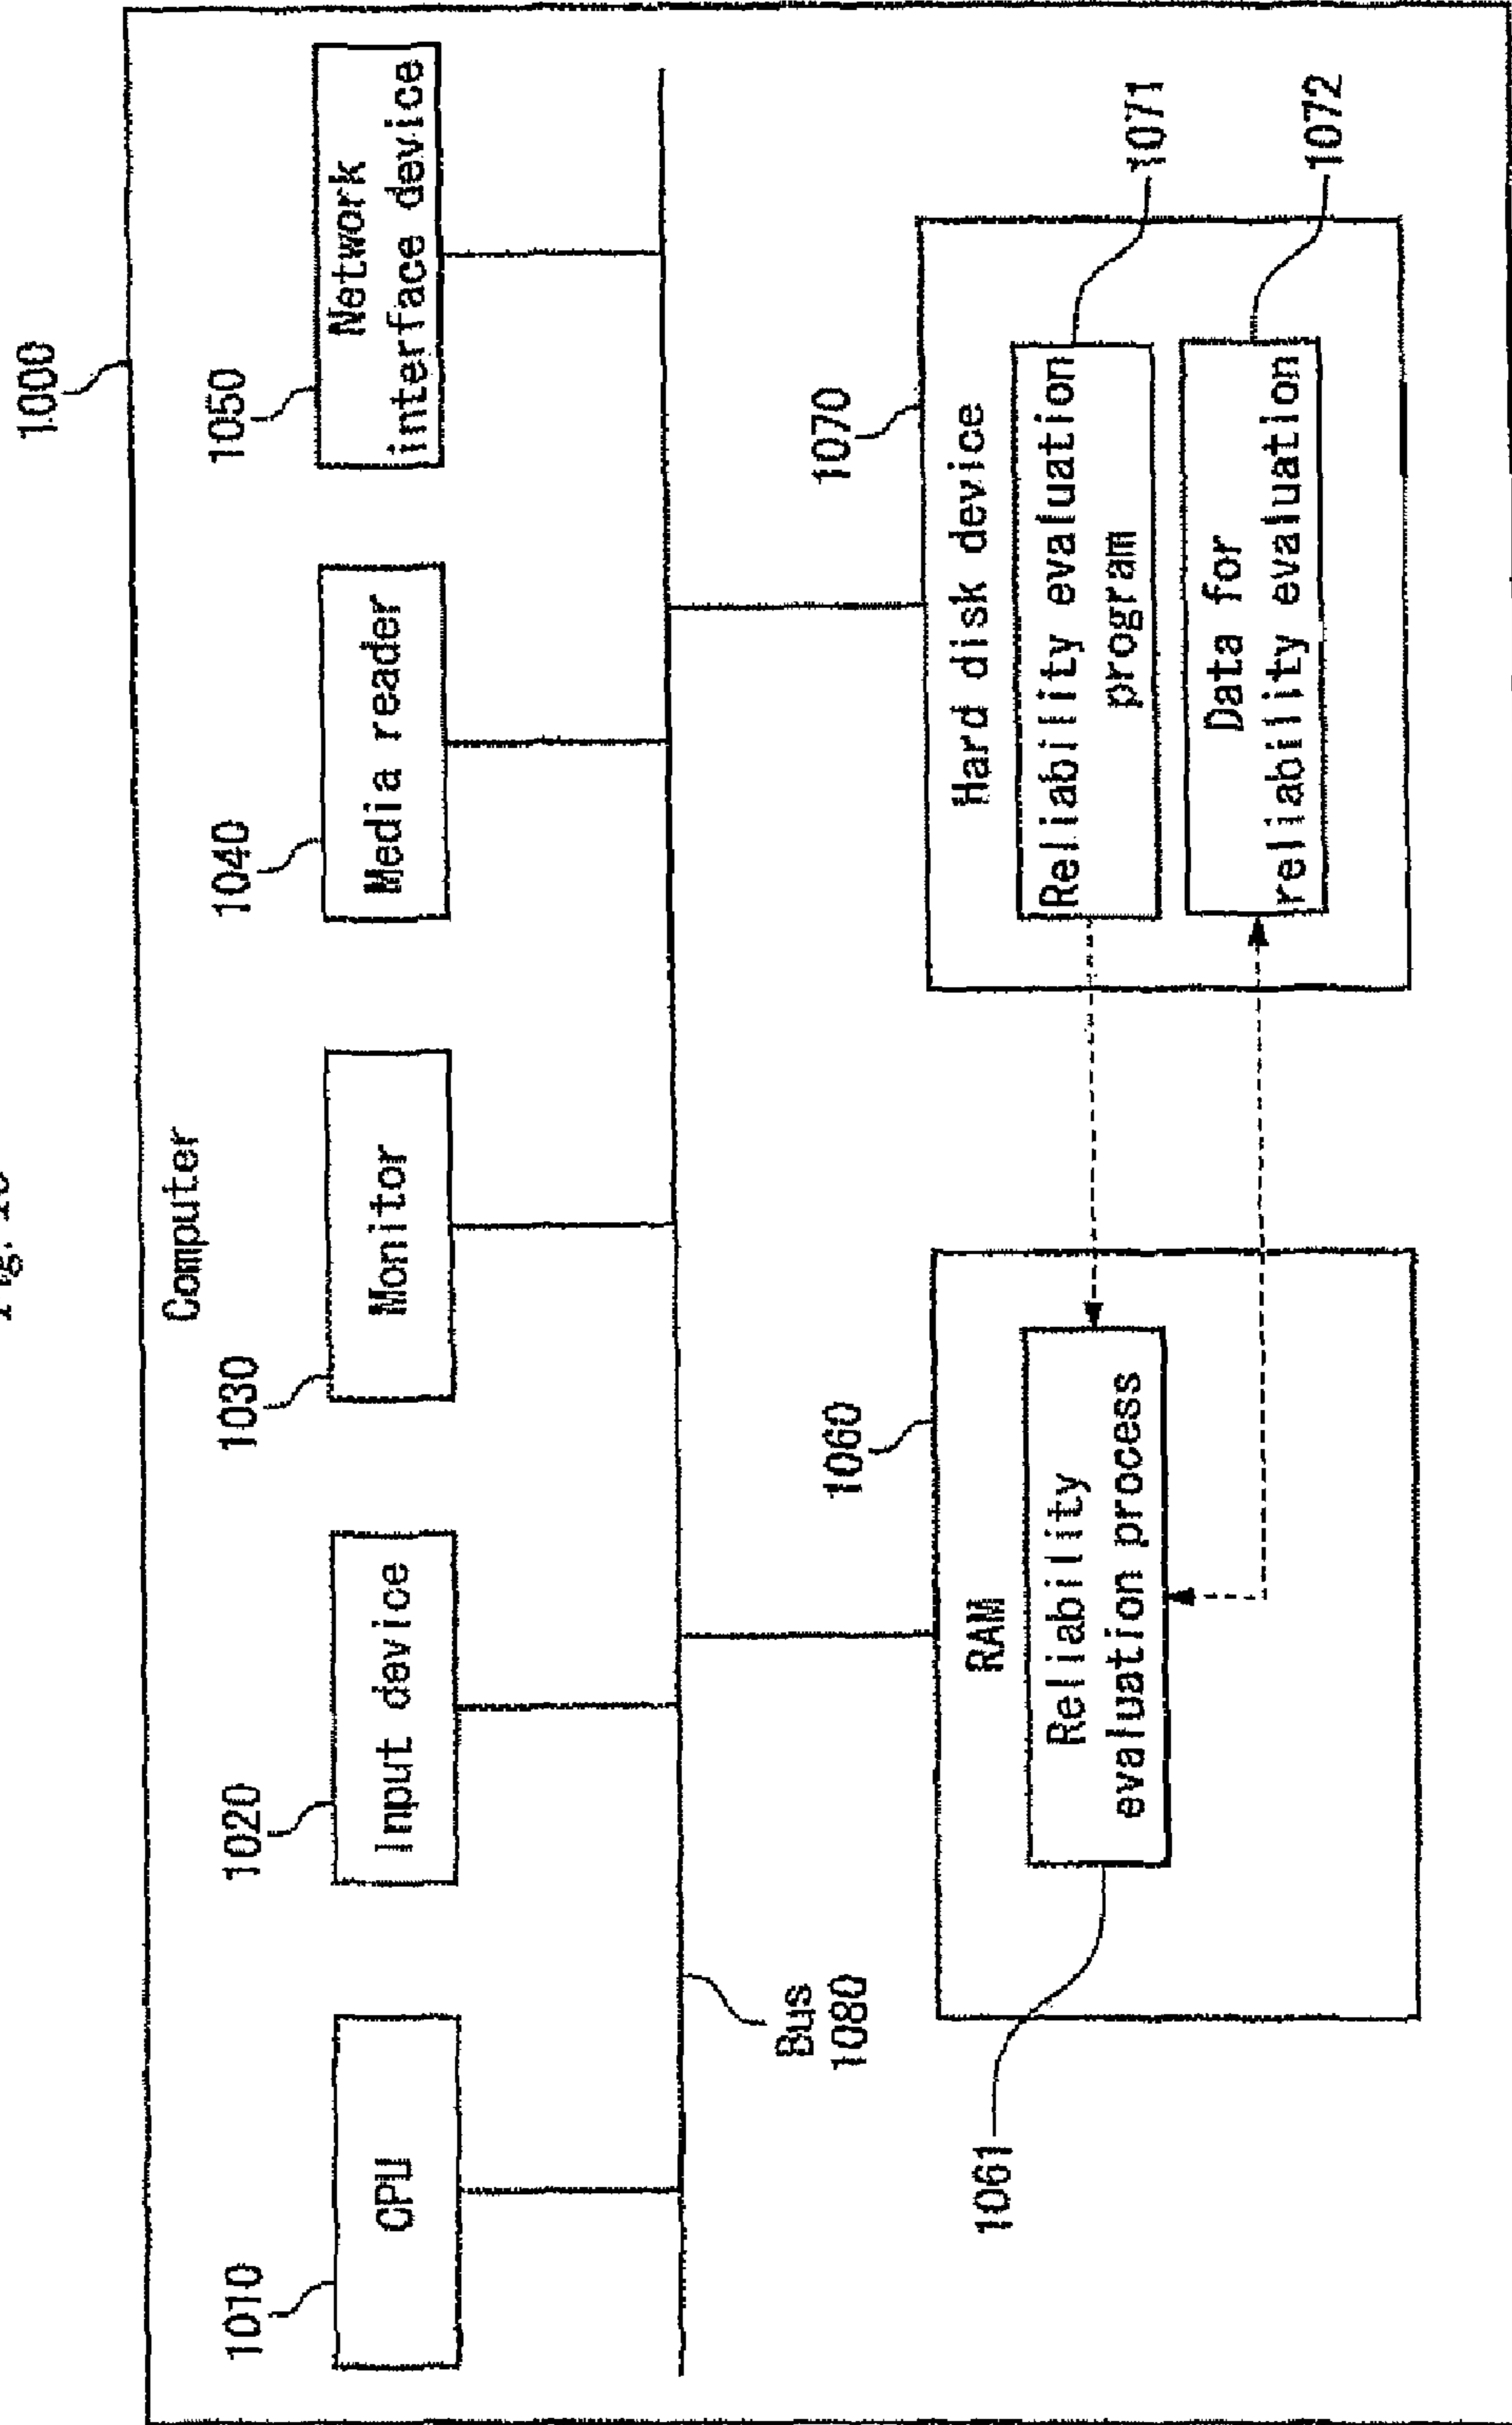 1000
Computer
1010
CPU
1020
Input device
1030
Monitor
1040
Media reader
1050
Network
interface device
Bus
1080
1060
RAM
Reliability
evaluation process
1061
1070
Hard disk device
Reliability evaluation
program
1071
Data for
reliability evaluation
1072